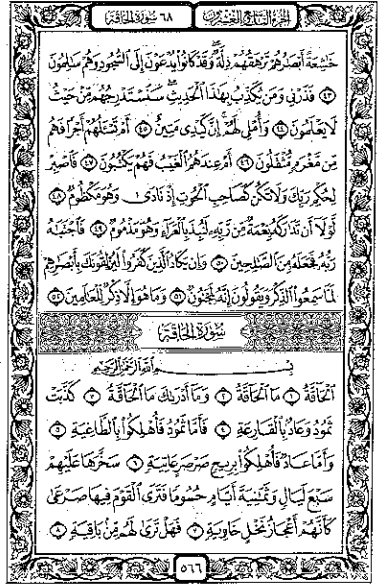 الجزء التاسع والعشرون ٦٨ سورة الحاقة
خَٰشِعَةً أَبْصَٰرُهُمْ تَرْهَقُهُمْ ذِلَّةٌ وَقَدْ كَانُوا۟ يُدْعَوْنَ إِلَى ٱلسُّجُودِ وَهُمْ سَٰلِمُونَ
٤٣ فَذَرْنِى وَمَن يُكَذِّبُ بِهَٰذَا ٱلْحَدِيثِ سَنَسْتَدْرِجُهُم مِّنْ حَيْثُ
لَا يَعْلَمُونَ ٤٤ وَأُمْلِى لَهُمْ إِنَّ كَيْدِى مَتِينٌ ٤٥ أَمْ تَسْـَٔلُهُمْ أَجْرًا فَهُم
مِّن مَّغْرَمٍ مُّثْقَلُونَ ٤٦ أَمْ عِندَهُمُ ٱلْغَيْبُ فَهُمْ يَكْتُبُونَ ٤٧ فَٱصْبِرْ
لِحُكْمِ رَبِّكَ وَلَا تَكُن كَصَاحِبِ ٱلْحُوتِ إِذْ نَادَىٰ وَهُوَ مَكْظُومٌ ٤٨
لَّوْلَآ أَن تَدَٰرَكَهُۥ نِعْمَةٌ مِّن رَّبِّهِۦ لَنُبِذَ بِٱلْعَرَآءِ وَهُوَ مَذْمُومٌ ٤٩ فَٱجْتَبَٰهُ
رَبُّهُۥ فَجَعَلَهُۥ مِنَ ٱلصَّٰلِحِينَ ٥٠ وَإِن يَكَادُ ٱلَّذِينَ كَفَرُوا۟ لَيُزْلِقُونَكَ بِأَبْصَٰرِهِمْ
لَمَّا سَمِعُوا۟ ٱلذِّكْرَ وَيَقُولُونَ إِنَّهُۥ لَمَجْنُونٌ ٥١ وَمَا هُوَ إِلَّا ذِكْرٌ لِّلْعَٰلَمِينَ ٥٢
سُورَةُ الحَاقَّةِ
بِسْمِ ٱللَّهِ ٱلرَّحْمَٰنِ ٱلرَّحِيمِ
ٱلْحَآقَّةُ ١ مَا ٱلْحَآقَّةُ ٢ وَمَآ أَدْرَىٰكَ مَا ٱلْحَآقَّةُ ٣ كَذَّبَتْ
ثَمُودُ وَعَادٌۢ بِٱلْقَارِعَةِ ٤ فَأَمَّا ثَمُودُ فَأُهْلِكُوا۟ بِٱلطَّاغِيَةِ ٥
وَأَمَّا عَادٌ فَأُهْلِكُوا۟ بِرِيحٍ صَرْصَرٍ عَاتِيَةٍ ٦ سَخَّرَهَا عَلَيْهِمْ
سَبْعَ لَيَالٍ وَثَمَٰنِيَةَ أَيَّامٍ حُسُومًا فَتَرَى ٱلْقَوْمَ فِيهَا صَرْعَىٰ
كَأَنَّهُمْ أَعْجَازُ نَخْلٍ خَاوِيَةٍ ٧ فَهَلْ تَرَىٰ لَهُم مِّنۢ بَاقِيَةٍ ٨
٥٦٦